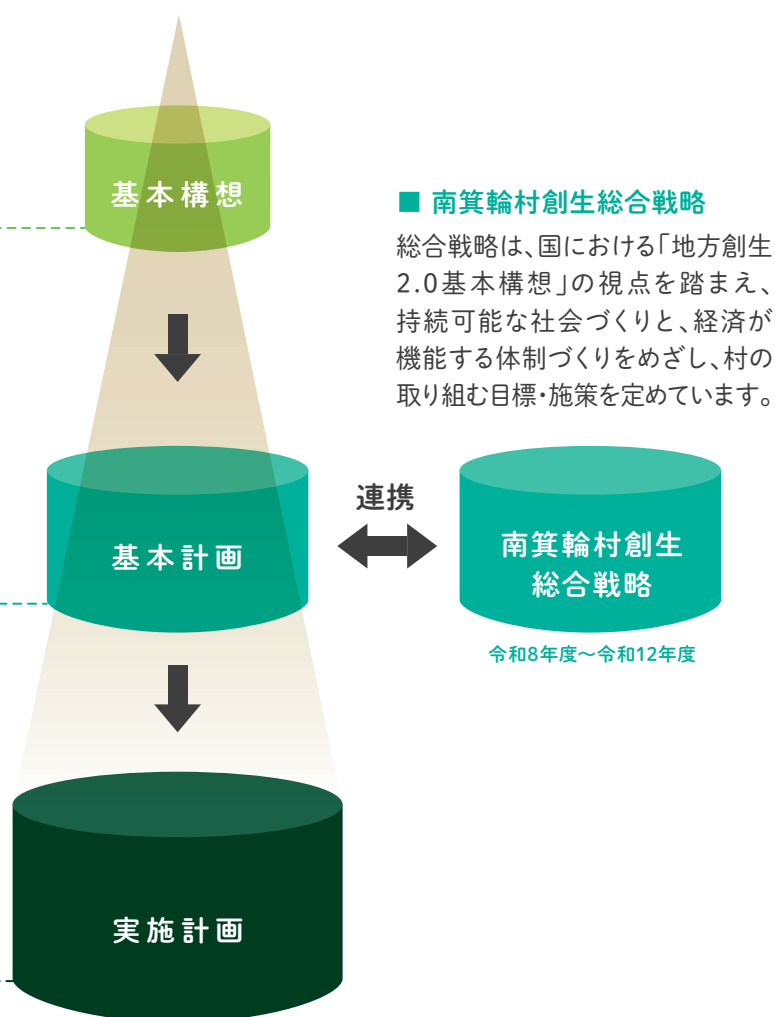 基本構想
■ 南箕輪村創生総合戦略
総合戦略は、国における「地方創生
2.0基本構想」の視点を踏まえ、
持続可能な社会づくりと、経済が
機能する体制づくりをめざし、村の
取り組む目標・施策を定めています。
基本計画
連携
南箕輪村創生
総合戦略
令和8年度～令和12年度
実施計画